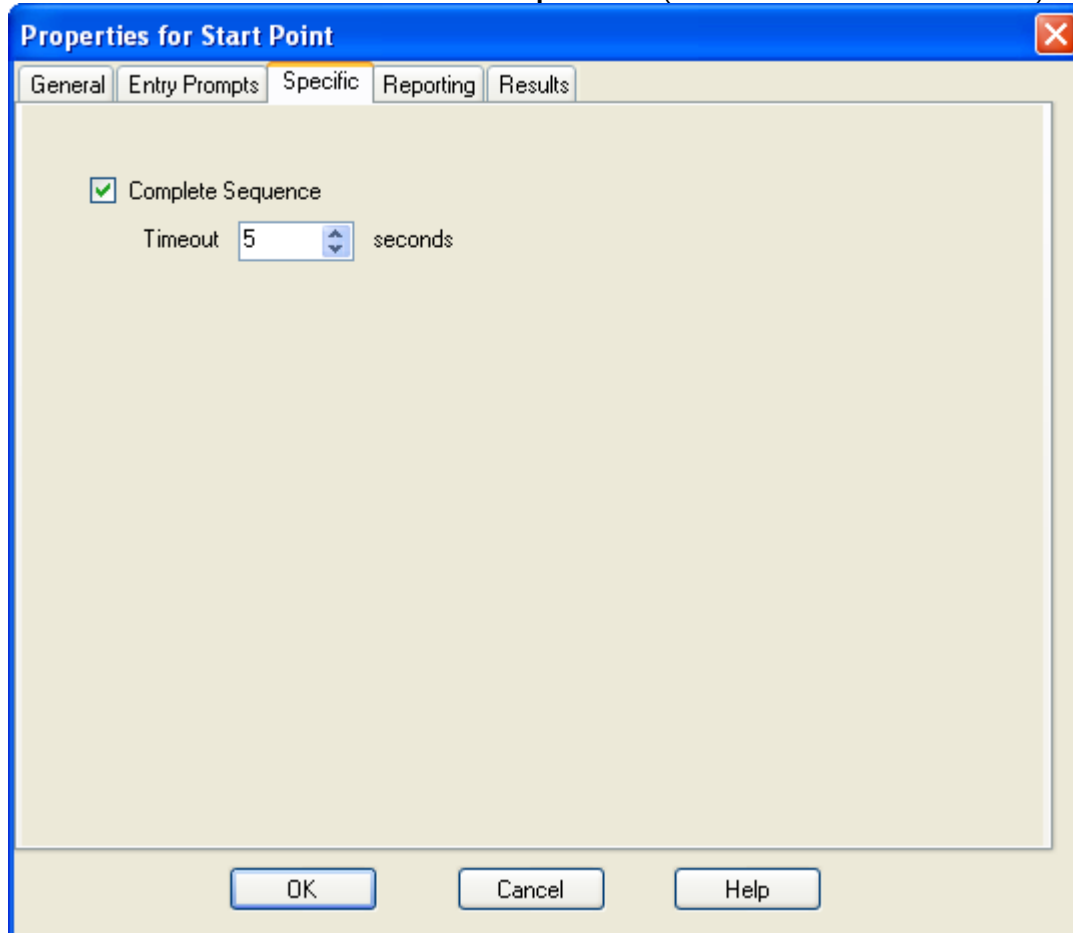 Properties for Start Point
General Entry Prompts Specific Reporting Results
Complete Sequence
Timeout 5 seconds
OK Cancel Help